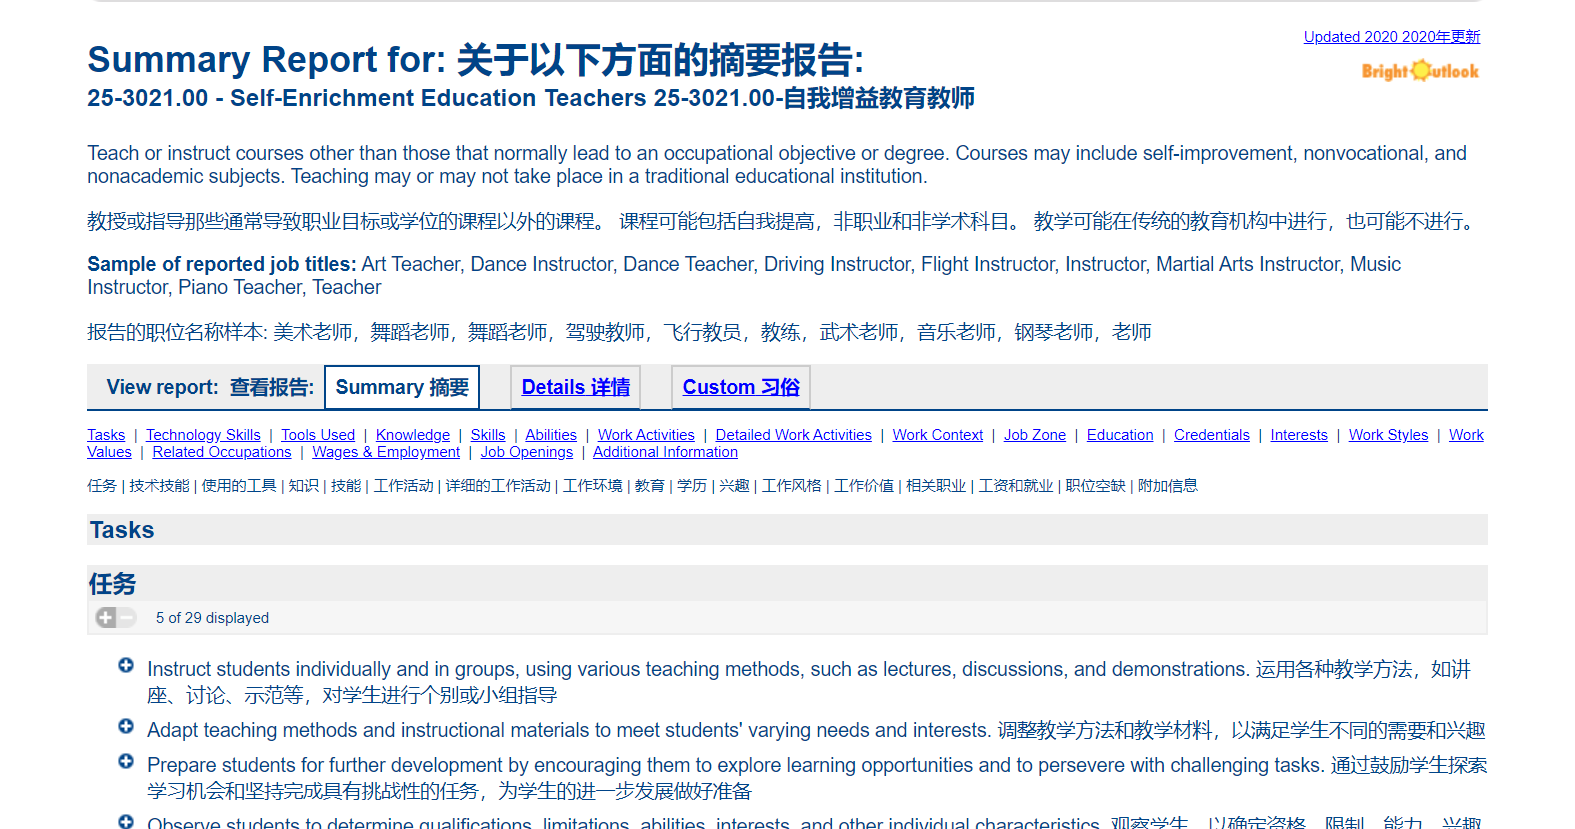 Updated 2020 2020年更新
Summary Report for: 关于以下方面的摘要报告:
Bright Outlook
25-3021.00 - Self-Enrichment Education Teachers 25-3021.00-自我增益教育教师
Teach or instruct courses other than those that normally lead to an occupational objective or degree. Courses may include self-improvement, nonvocational, and
nonacademic subjects. Teaching may or may not take place in a traditional educational institution.
教授或指导那些通常导致职业目标或学位的课程以外的课程。 课程可能包括自我提高，非职业和非学术科目。 教学可能在传统的教育机构中进行，也可能不进行。
Sample of reported job titles: Art Teacher, Dance Instructor, Dance Teacher, Driving Instructor, Flight Instructor, Instructor, Martial Arts Instructor, Music
Instructor, Piano Teacher, Teacher
报告的职位名称样本: 美术老师，舞蹈老师，舞蹈老师，驾驶教师，飞行教员，教练，武术老师，音乐老师，钢琴老师，老师
View report: 查看报告: Summary 摘要 Details 详情 Custom 习俗
Tasks | Technology Skills | Tools Used | Knowledge | Skills | Abilities | Work Activities | Detailed Work Activities | Work Context | Job Zone | Education | Credentials | Interests | Work Styles | Work
Values | Related Occupations | Wages & Employment | Job Openings | Additional Information
任务 | 技术技能 | 使用的工具 | 知识 | 技能 | 工作活动 | 详细的工作活动 | 工作环境 | 教育 | 学历 | 兴趣 | 工作风格 | 工作价值 | 相关职业 | 工资和就业 | 职位空缺 | 附加信息
Tasks
任务
5 of 29 displayed
Instruct students individually and in groups, using various teaching methods, such as lectures, discussions, and demonstrations. 运用各种教学方法，如讲
座、讨论、示范等，对学生进行个别或小组指导
Adapt teaching methods and instructional materials to meet students' varying needs and interests. 调整教学方法和教学材料，以满足学生不同的需要和兴趣
Prepare students for further development by encouraging them to explore learning opportunities and to persevere with challenging tasks. 通过鼓励学生探索
学习机会和坚持完成具有挑战性的任务，为学生的进一步发展做好准备
Observe students to determine qualifications, limitations, abilities, interests, and other individual characteristics. 观察学生，以确定资格、限制、能力、兴趣